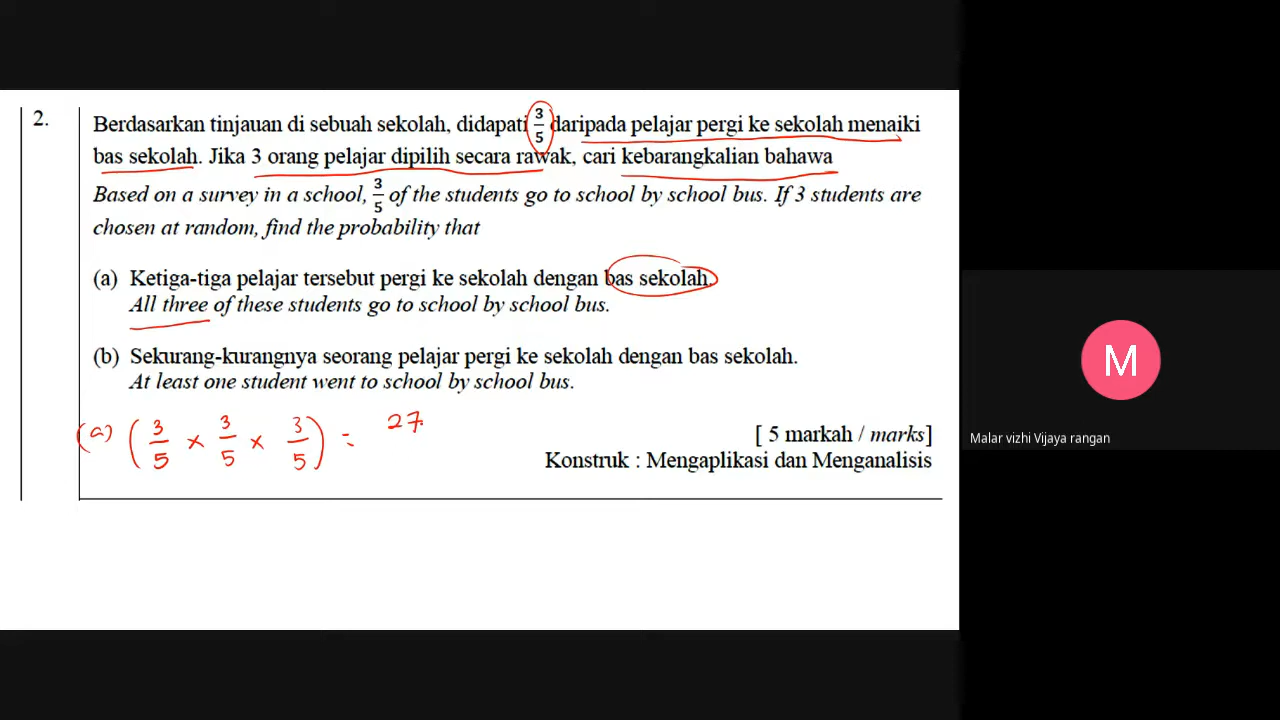 2.
Berdasarkan tinjauan di sebuah sekolah, didapati 3/5 daripada pelajar pergi ke sekolah menaiki
bas sekolah. Jika 3 orang pelajar dipilih secara rawak, cari kebarangkalian bahawa
Based on a survey in a school, 3/5 of the students go to school by school bus. If 3 students are
chosen at random, find the probability that
(a) Ketiga-tiga pelajar tersebut pergi ke sekolah dengan bas sekolah.
All three of these students go to school by school bus.
(b) Sekurang-kurangnya seorang pelajar pergi ke sekolah dengan bas sekolah.
At least one student went to school by school bus.
(a) (3/5 × 3/5 × 3/5) = 27
[ 5 markah / marks]
Konstruk : Mengaplikasi dan Menganalisis
M
Malar vizhi Vijaya rangan